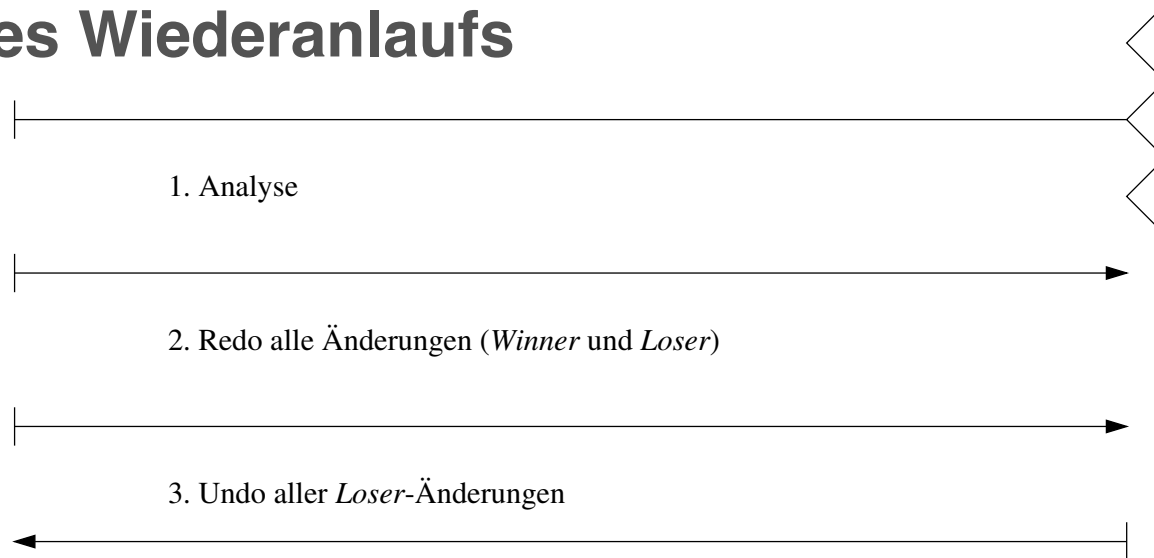 es Wiederanlaufs
1. Analyse
2. Redo alle Änderungen (Winner und Loser)
3. Undo aller Loser-Änderungen